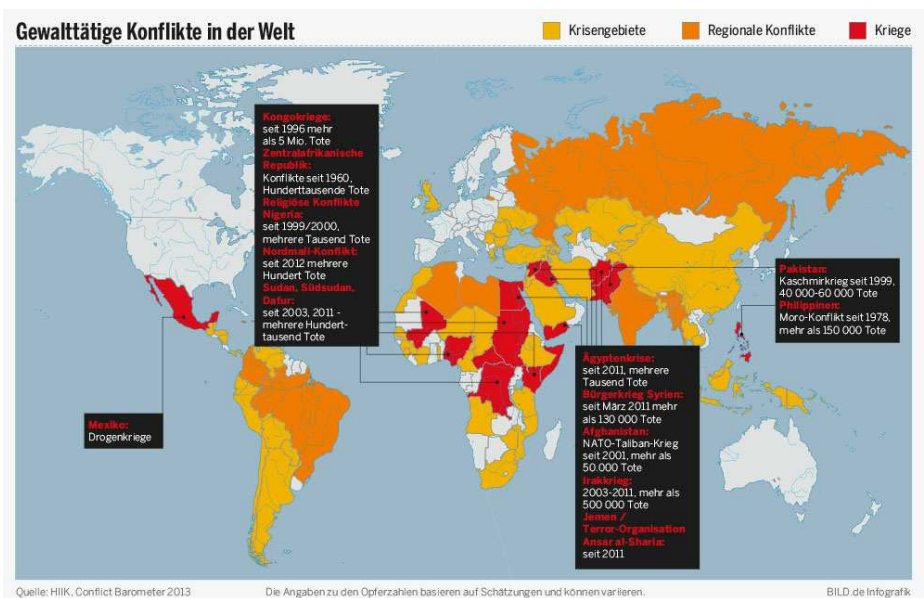 Gewalttätige Konflikte in der Welt
Krisengebiete
Regionale Konflikte
Kriege
Kongokriege:
seit 1996 mehr
als 5 Mio. Tote
Zentralafrikanische
Republik:
Konflikte seit 1960,
Hunderttausende Tote
Religiöse Konflikte
Nigeria:
seit 1999/2000,
mehrere Tausend Tote
Nordmali-Konflikt:
seit 2012 mehrere
Hundert Tote
Sudan, Südsudan,
Dafur:
seit 2003, 2011 -
mehrere Hundert-
tausend Tote
Pakistan:
Kaschmirkrieg seit 1999,
40 000-60 000 Tote
Philippinen:
Moro-Konflikt seit 1978,
mehr als 150 000 Tote
Ägyptenkrise:
seit 2011, mehrere
Tausend Tote
Bürgerkrieg Syrien:
seit März 2011 mehr
als 130 000 Tote
Afghanistan:
NATO-Taliban-Krieg
seit 2001, mehr als
50.000 Tote
Irakkrieg:
2003-2011, mehr als
500 000 Tote
Jemen /
Terror-Organisation
Ansar al-Sharia:
seit 2011
Mexiko:
Drogenkriege
Quelle: HIIK, Conflict Barometer 2013
Die Angaben zu den Opferzahlen basieren auf Schätzungen und können variieren.
BILD.de Infografik